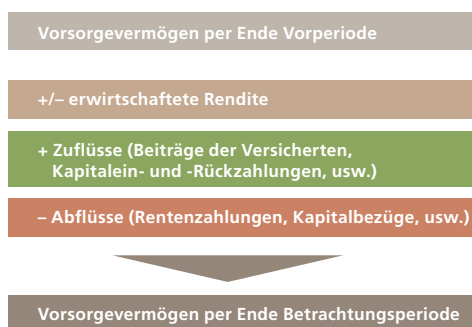 Vorsorgevermögen per Ende Vorperiode
+/– erwirtschaftete Rendite
+ Zuflüsse (Beiträge der Versicherten,
Kapitalein- und -Rückzahlungen, usw.)
– Abflüsse (Rentenzahlungen, Kapitalbezüge, usw.)
Vorsorgevermögen per Ende Betrachtungsperiode